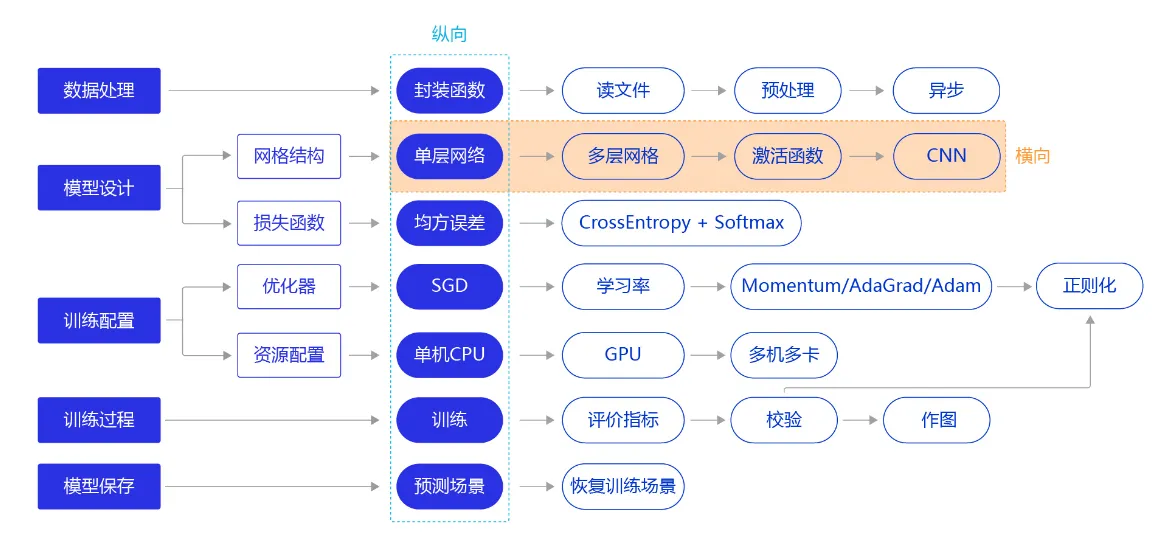 纵向
数据处理
封装函数
读文件
预处理
异步
模型设计
网格结构
单层网络
多层网格
激活函数
CNN
横向
损失函数
均方误差
CrossEntropy + Softmax
训练配置
优化器
SGD
学习率
Momentum/AdaGrad/Adam
正则化
资源配置
单机CPU
GPU
多机多卡
训练过程
训练
评价指标
校验
作图
模型保存
预测场景
恢复训练场景